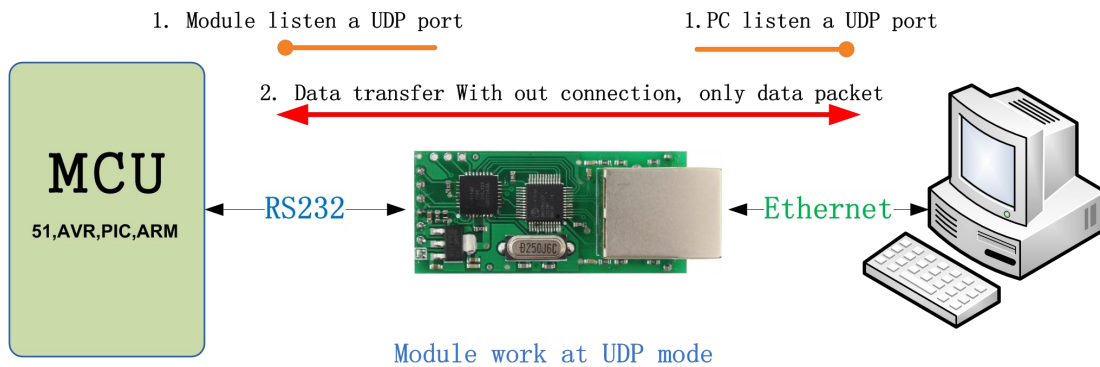 1. Module listen a UDP port
1.PC listen a UDP port
2. Data transfer With out connection, only data packet
MCU
51,AVR,PIC,ARM
RS232
Ethernet
Ð250J6C
Module work at UDP mode